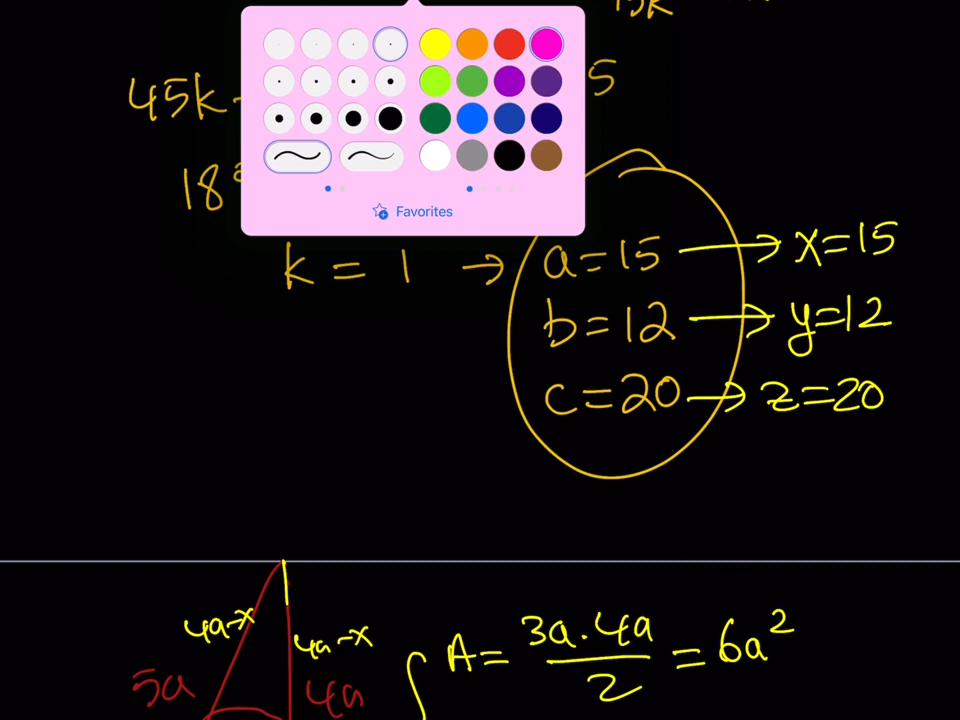 15k
45k -
5
18
Favorites
k = 1 → a=15 → x=15
b=12 → y=12
c=20 → z=20
4a-x
4a-x
5a
4a
A= 3a.4a/2 = 6a²